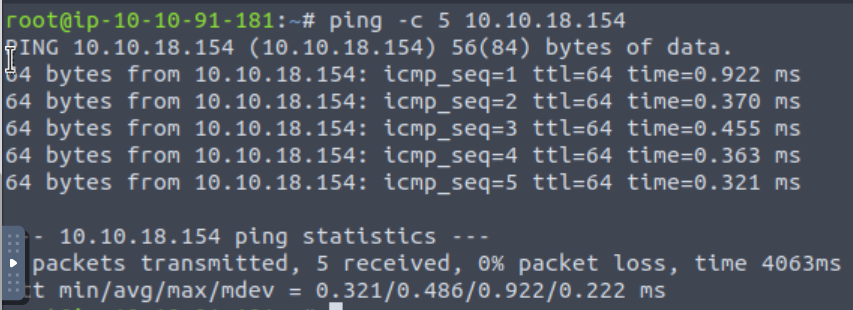 root@ip-10-10-91-181:~# ping -c 5 10.10.18.154
PING 10.10.18.154 (10.10.18.154) 56(84) bytes of data.
64 bytes from 10.10.18.154: icmp_seq=1 ttl=64 time=0.922 ms
64 bytes from 10.10.18.154: icmp_seq=2 ttl=64 time=0.370 ms
64 bytes from 10.10.18.154: icmp_seq=3 ttl=64 time=0.455 ms
64 bytes from 10.10.18.154: icmp_seq=4 ttl=64 time=0.363 ms
64 bytes from 10.10.18.154: icmp_seq=5 ttl=64 time=0.321 ms
- 10.10.18.154 ping statistics ---
packets transmitted, 5 received, 0% packet loss, time 4063ms
t min/avg/max/mdev = 0.321/0.486/0.922/0.222 ms